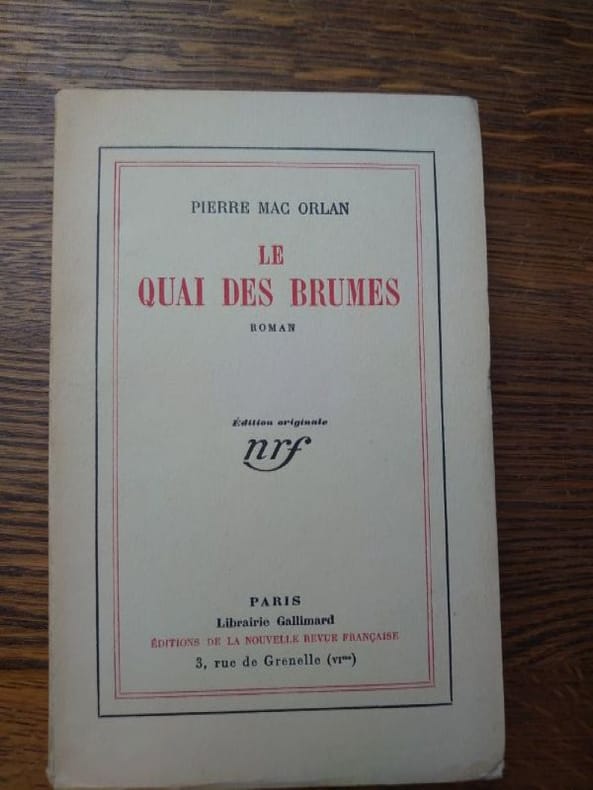 PIERRE MAC ORLAN
LE
QUAI DES BRUMES
ROMAN
Édition originale
nrf
PARIS
Librairie Gallimard
ÉDITIONS DE LA NOUVELLE REVUE FRANÇAISE
3, rue de Grenelle (VIme)